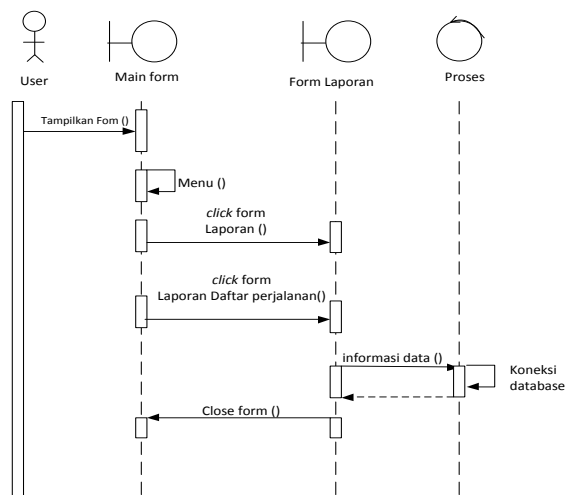 User
Main form
Form Laporan
Proses
Tampilkan Fom ()
Menu ()
click form
Laporan ()
click form
Laporan Daftar perjalanan()
informasi data ()
Koneksi
database
Close form ()